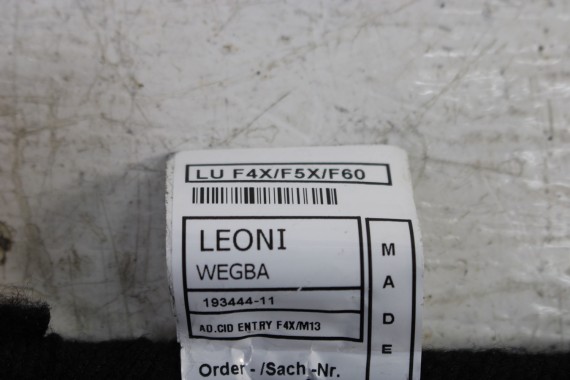 LU F4X/F5X/F60
LEONI
WEGBA
193444-11
AD.CID ENTRY F4X/M13
Order - /Sach -Nr.
MADE